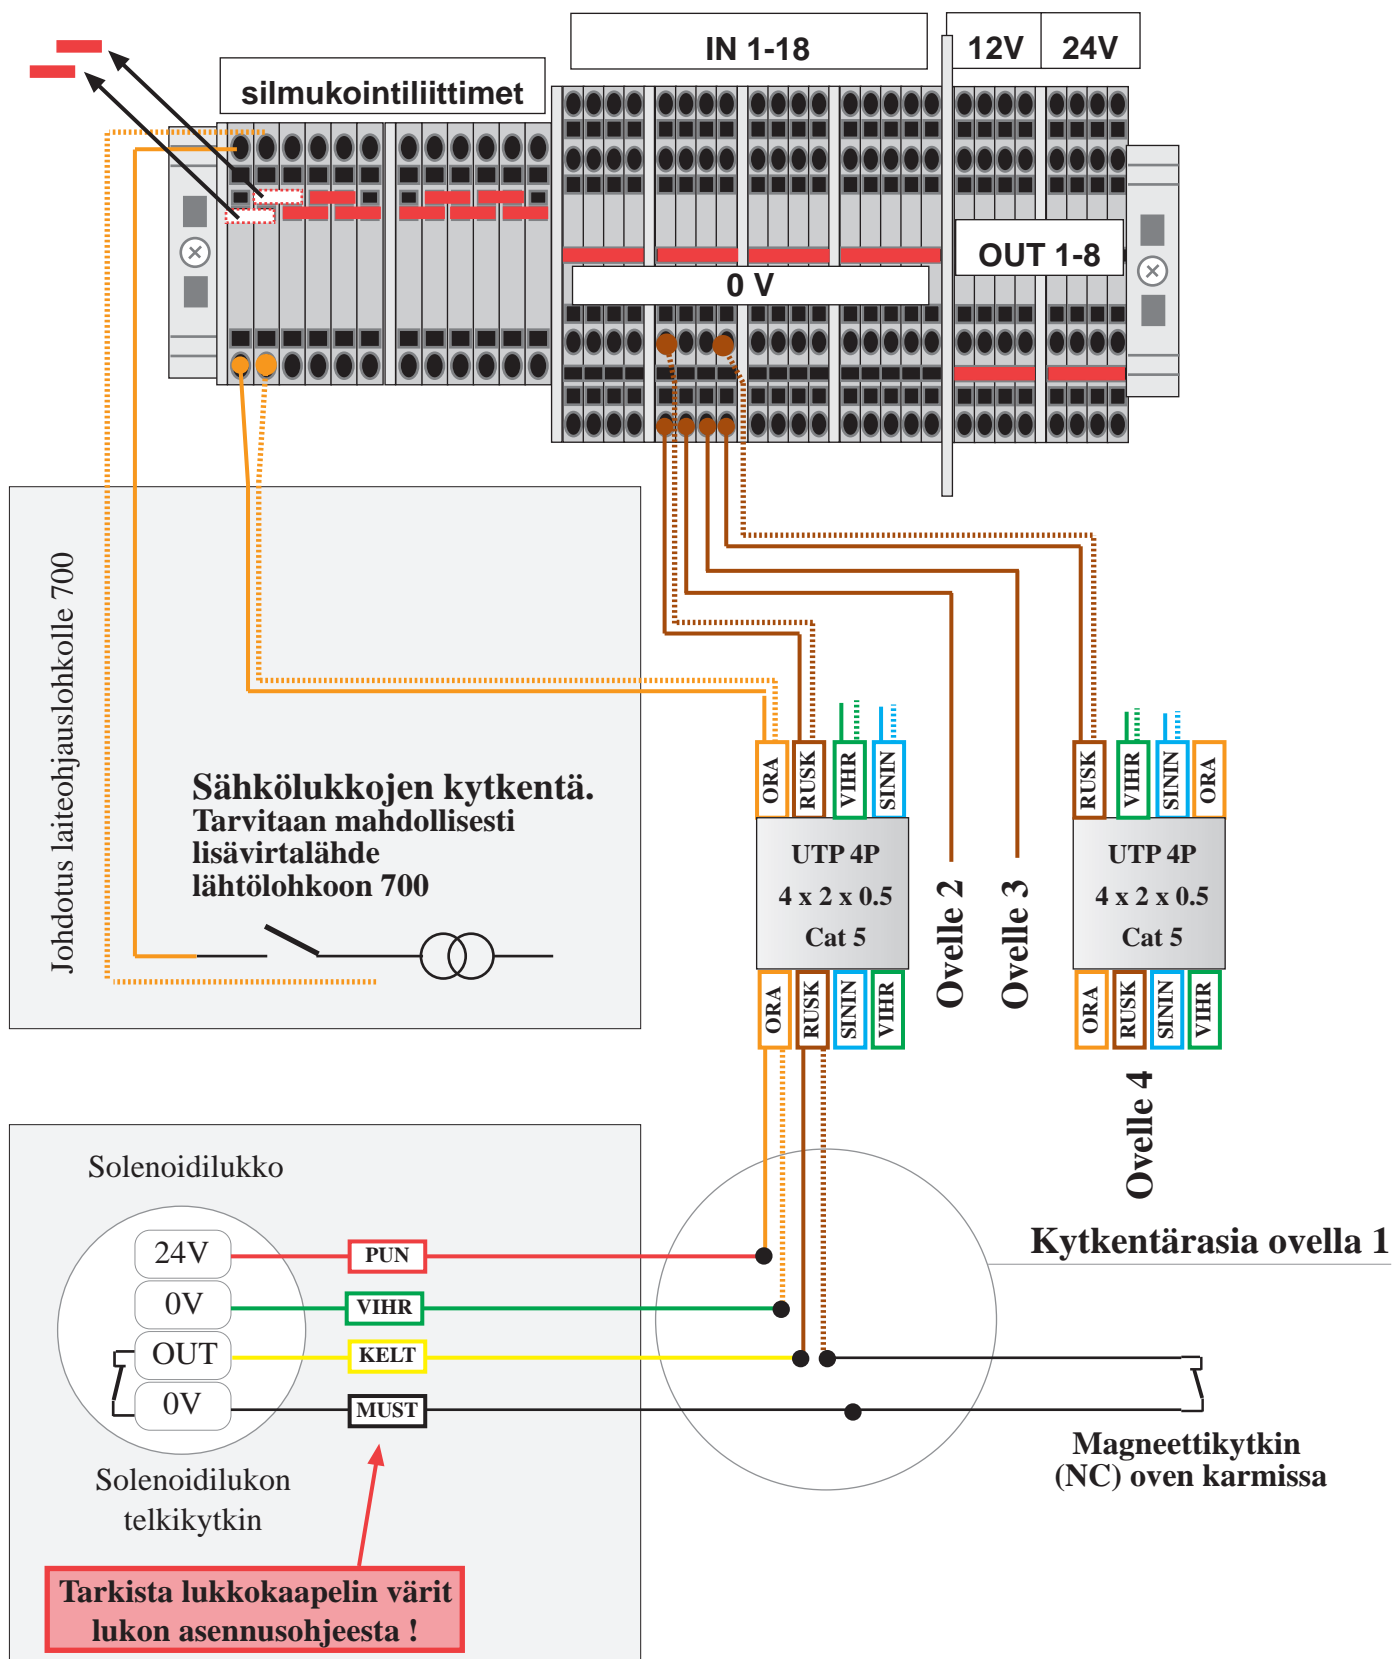 IN 1-18
12V
24V
silmukointiliittimet
OUT 1-8
0 V
Johdotus laiteohjauslohkolle 700
Sähkölukkojen kytkentä.
Tarvitaan mahdollisesti
lisävirtalähde
lähtölohkoon 700
ORA
RUSK
VIHR
SININ
UTP 4P
4 x 2 x 0.5
Cat 5
ORA
RUSK
SININ
VIHR
Ovelle 2
Ovelle 3
RUSK
VIHR
SININ
ORA
UTP 4P
4 x 2 x 0.5
Cat 5
ORA
RUSK
SININ
VIHR
Ovelle 4
Solenoidilukko
24V
PUN
0V
VIHR
OUT
KELT
0V
MUST
Kytkentärasia ovella 1
Magneettikytkin
(NC) oven karmissa
Solenoidilukon
telkikytkin
Tarkista lukkokaapelin värit
lukon asennusohjeesta !